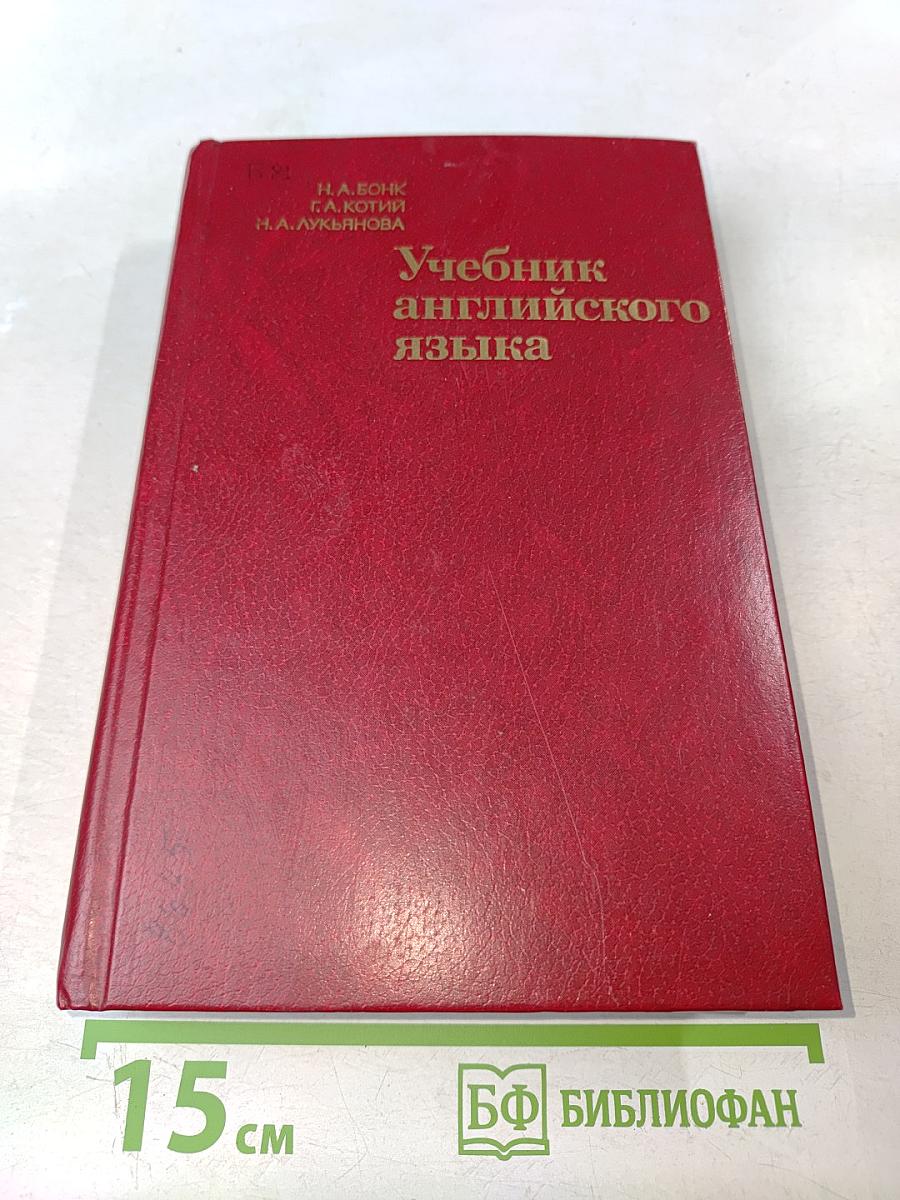 Н.А.БОНК
Г.А.КОТИЙ
Н.А.ЛУКЬЯНОВА
Учебник
английского
языка
15 см
БФ БИБЛИОФАН